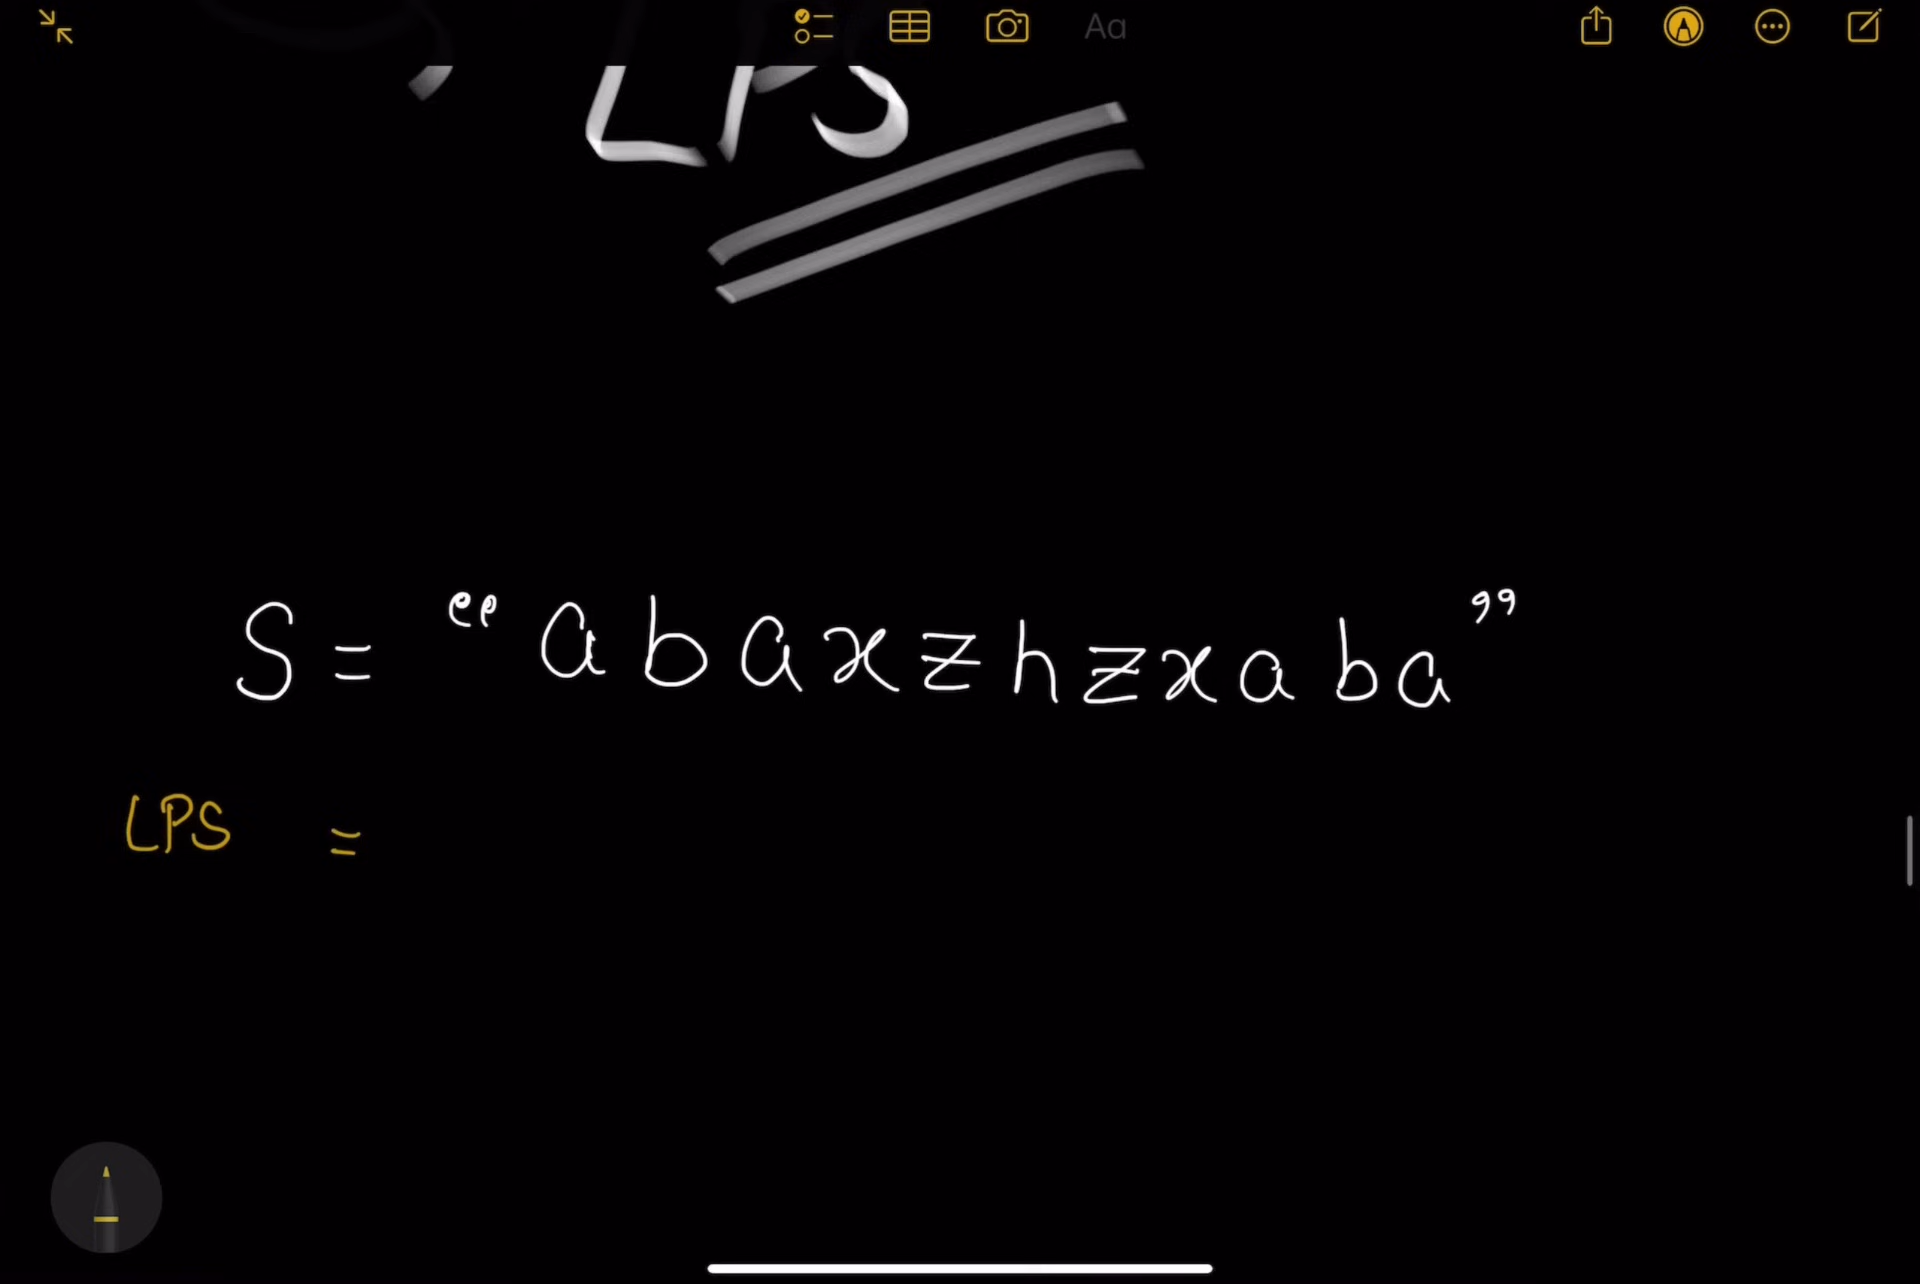 LPS
Aa
S = “abaxzhzxaba”
LPS =